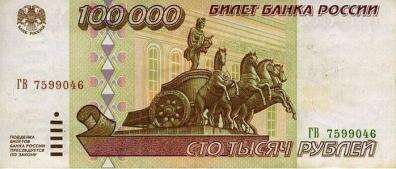 100 000
БИЛЕТ БАНКА РОССИИ
ГВ 7599046
ГВ 7599046
ПОДДЕЛКА
БИЛЕТОВ
БАНКА РОССИИ
ПРЕСЛЕДУЕТСЯ
ПО ЗАКОНУ
СТО ТЫСЯЧ РУБЛЕЙ